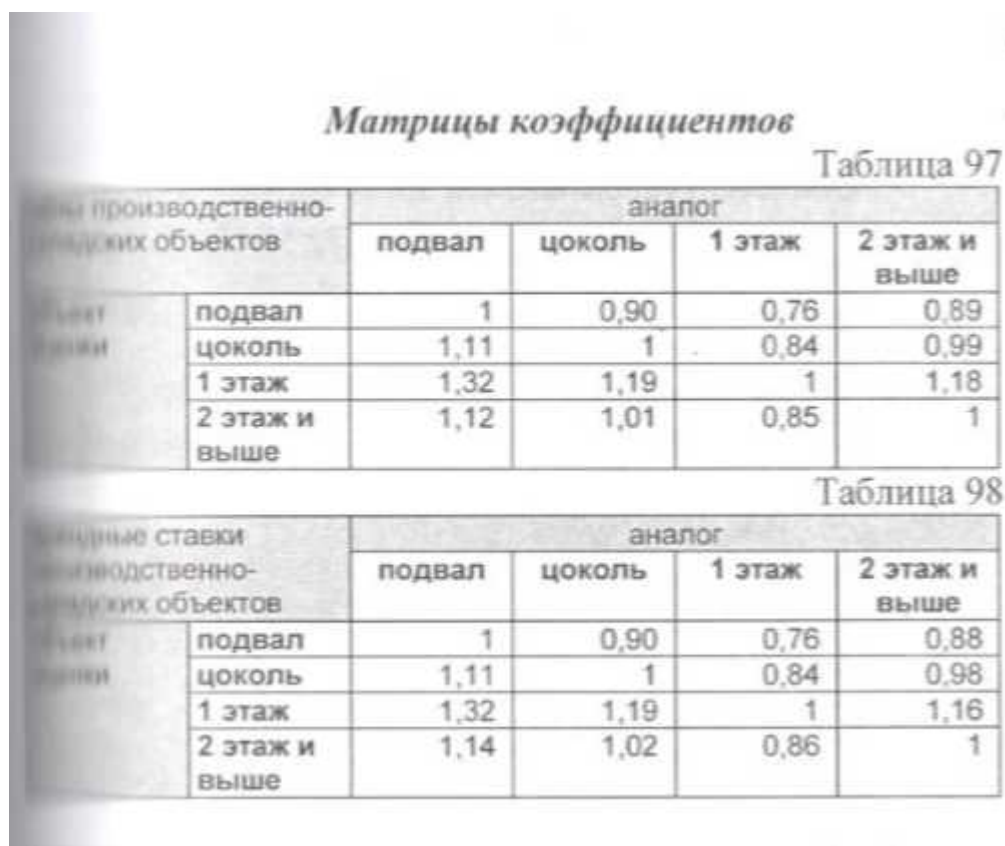 Матрицы коэффициентов
Таблица 97
производственно- аналог
объектов подвал цоколь 1 этаж 2 этаж и
выше
подвал 1 0,90 0,76 0,89
цоколь 1,11 1 0,84 0,99
1 этаж 1,32 1,19 1 1,18
2 этаж и 1,12 1,01 0,85 1
выше
Таблица 98
ставки аналог
подвал цоколь 1 этаж 2 этаж и
объектов выше
подвал 1 0,90 0,76 0,88
цоколь 1,11 1 0,84 0,98
1 этаж 1,32 1,19 1 1,16
2 этаж и 1,14 1,02 0,86 1
выше